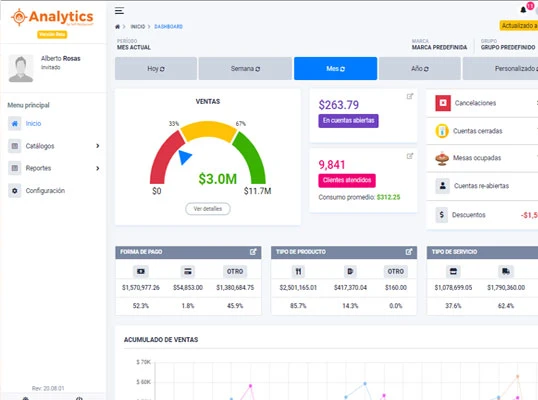 Analytics
Versión Demo
Alberto Rosas
Invitado
Menu principal
Inicio
Catálogos
Reportes
Configuración
Rev: 20.08.01
INICIO > DASHBOARD
11
Actualizado a
PERÍODO
MES ACTUAL
MARCA
MARCA PREDEFINIDA
GRUPO
GRUPO PREDEFINIDO
Hoy
Semana
Mes
Año
Personalizado
VENTAS
33%
67%
$3.0M
$0
$11.7M
Ver detalles
$263.79
En cuentas abiertas
9,841
Clientes atendidos
Consumo promedio: $312.25
Cancelaciones
Cuentas cerradas
Mesas ocupadas
Cuentas re-abiertas
Descuentos
-$1,5
FORMA DE PAGO
OTRO
$1,570,977.26
$54,853.00
$1,380,684.75
52.3%
1.8%
45.9%
TIPO DE PRODUCTO
OTRO
$2,501,165.01
$417,370.04
$160.00
85.7%
14.3%
0.0%
TIPO DE SERVICIO
$1,078,699.05
$1,790,360.00
37.6%
62.4%
ACUMULADO DE VENTAS
$ 70K
$ 60K
$ 50K